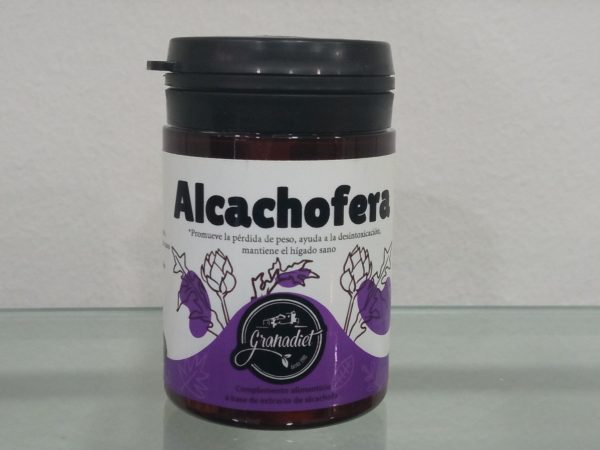 Alcachofera
*Promueve la pérdida de peso, ayuda a la desintoxicación,
mantiene el hígado sano
Granadiet
Complemento alimenticio
a base de extracto de alcachofa